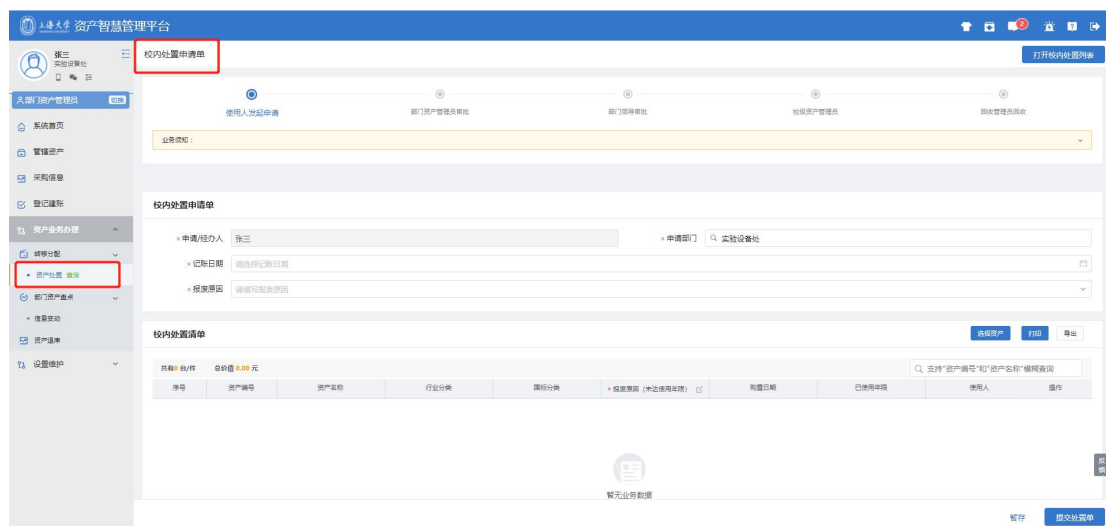 上海大学 资产智慧管理平台
2
张三
实验设备处
部门资产管理员 切换
系统首页
管辖资产
采购信息
登记建账
资产业务办理
转移分配
资产处置 查询
部门资产盘点
信息变动
资产退库
设置维护
校内处置申请单
打开校内处置列表
使用人发起申请 部门资产管理员审批 部门领导审批 校级资产管理员 回收管理员回收
业务须知：
校内处置申请单
* 申请/经办人 张三 * 申请部门 实验设备处
* 记账日期 请选择记账日期
* 报废原因 请填写报废原因
校内处置清单 选择资产 打印 导出
共有0 台/件 总价值 0.00 元 支持"资产编号"和"资产名称"模糊查询
序号 资产编号 资产名称 行业分类 国标分类 * 报废原因（未达使用年限） 购置日期 已使用年限 使用人 操作
暂无业务数据
反馈
暂存 提交处置单